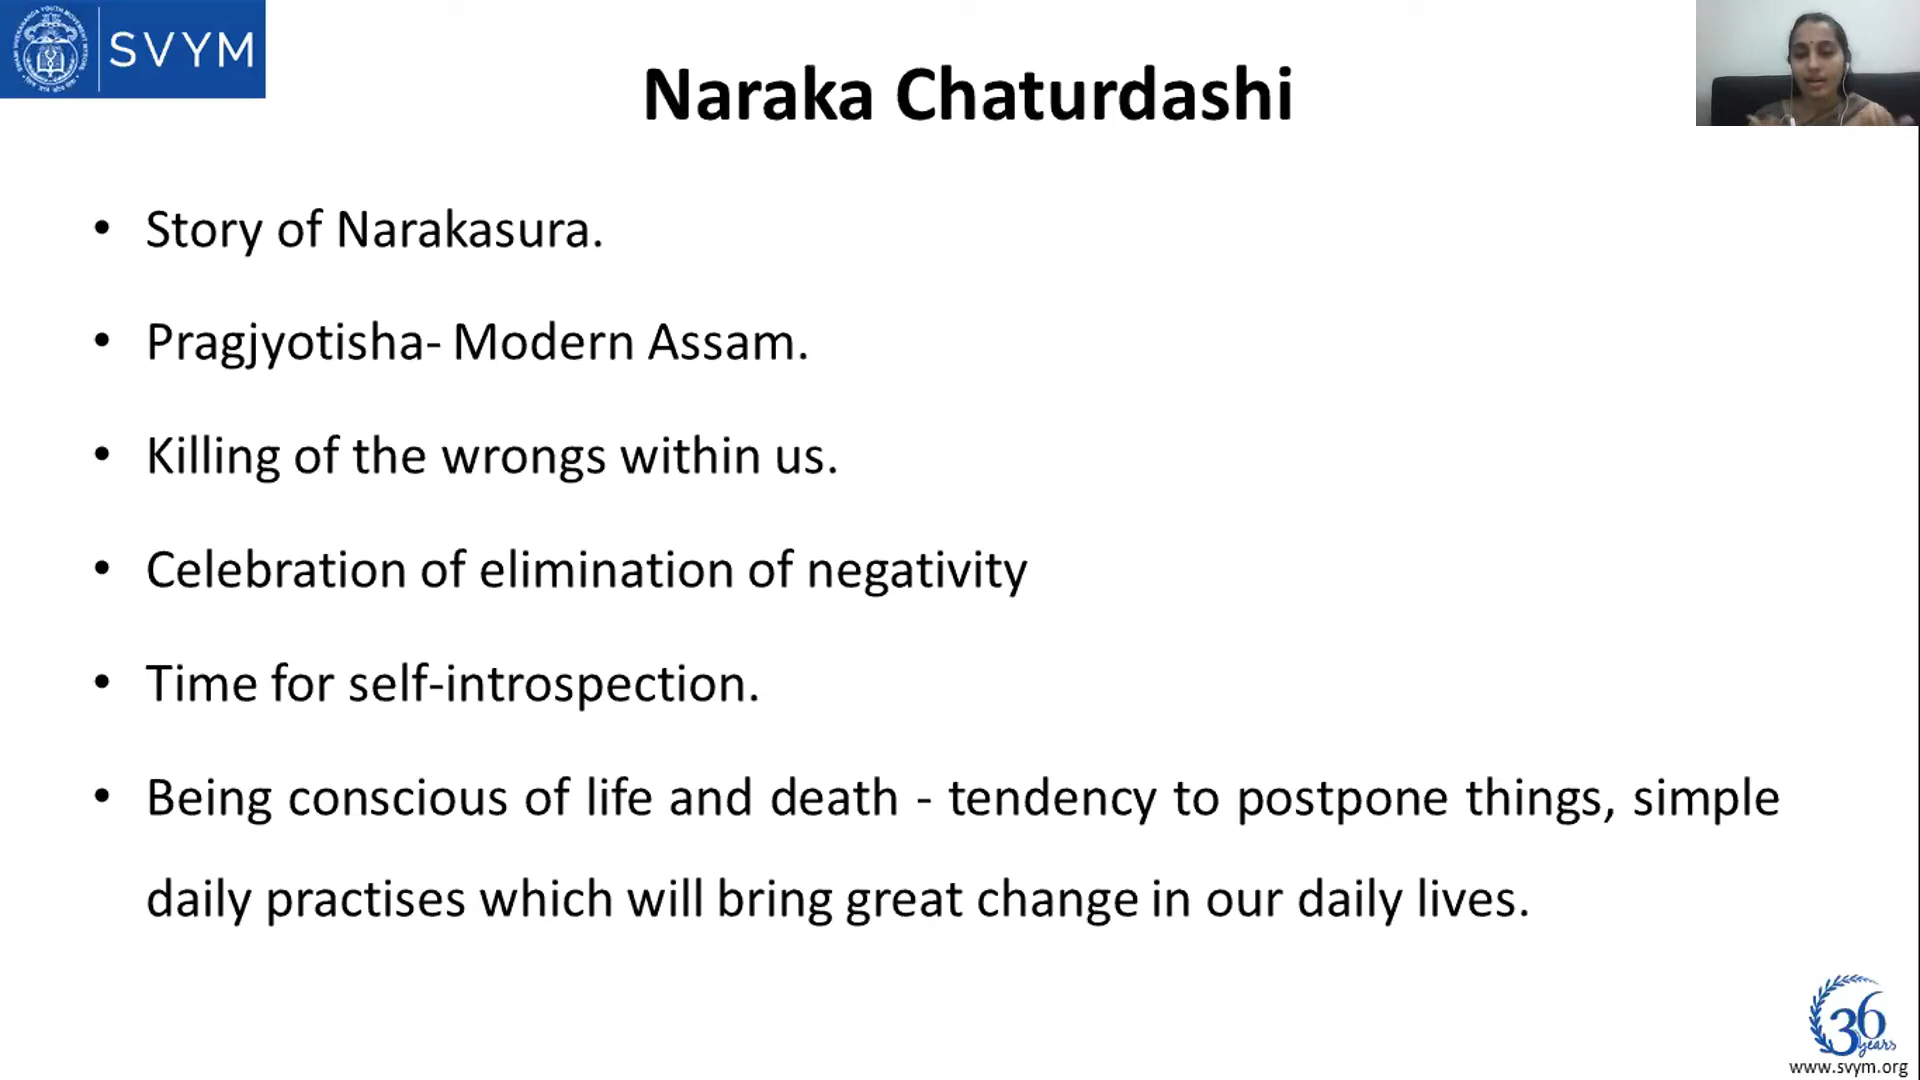 SVYM
Naraka Chaturdashi
• Story of Narakasura.
• Pragjyotisha- Modern Assam.
• Killing of the wrongs within us.
• Celebration of elimination of negativity
• Time for self-introspection.
• Being conscious of life and death - tendency to postpone things, simple
daily practises which will bring great change in our daily lives.
36
years
www.svym.org